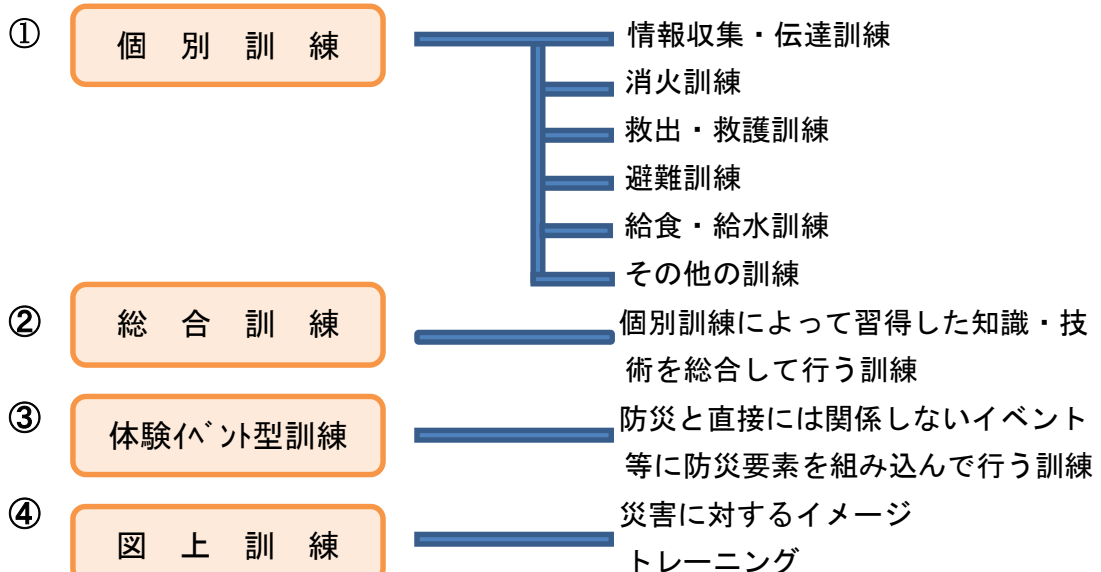 ① 個別訓練 情報収集・伝達訓練
消火訓練
救出・救護訓練
避難訓練
給食・給水訓練
その他の訓練
② 総合訓練 個別訓練によって習得した知識・技
術を総合して行う訓練
③ 体験ｲﾍﾞﾝﾄ型訓練 防災と直接には関係しないイベント
等に防災要素を組み込んで行う訓練
④ 図上訓練 災害に対するイメージ
トレーニング